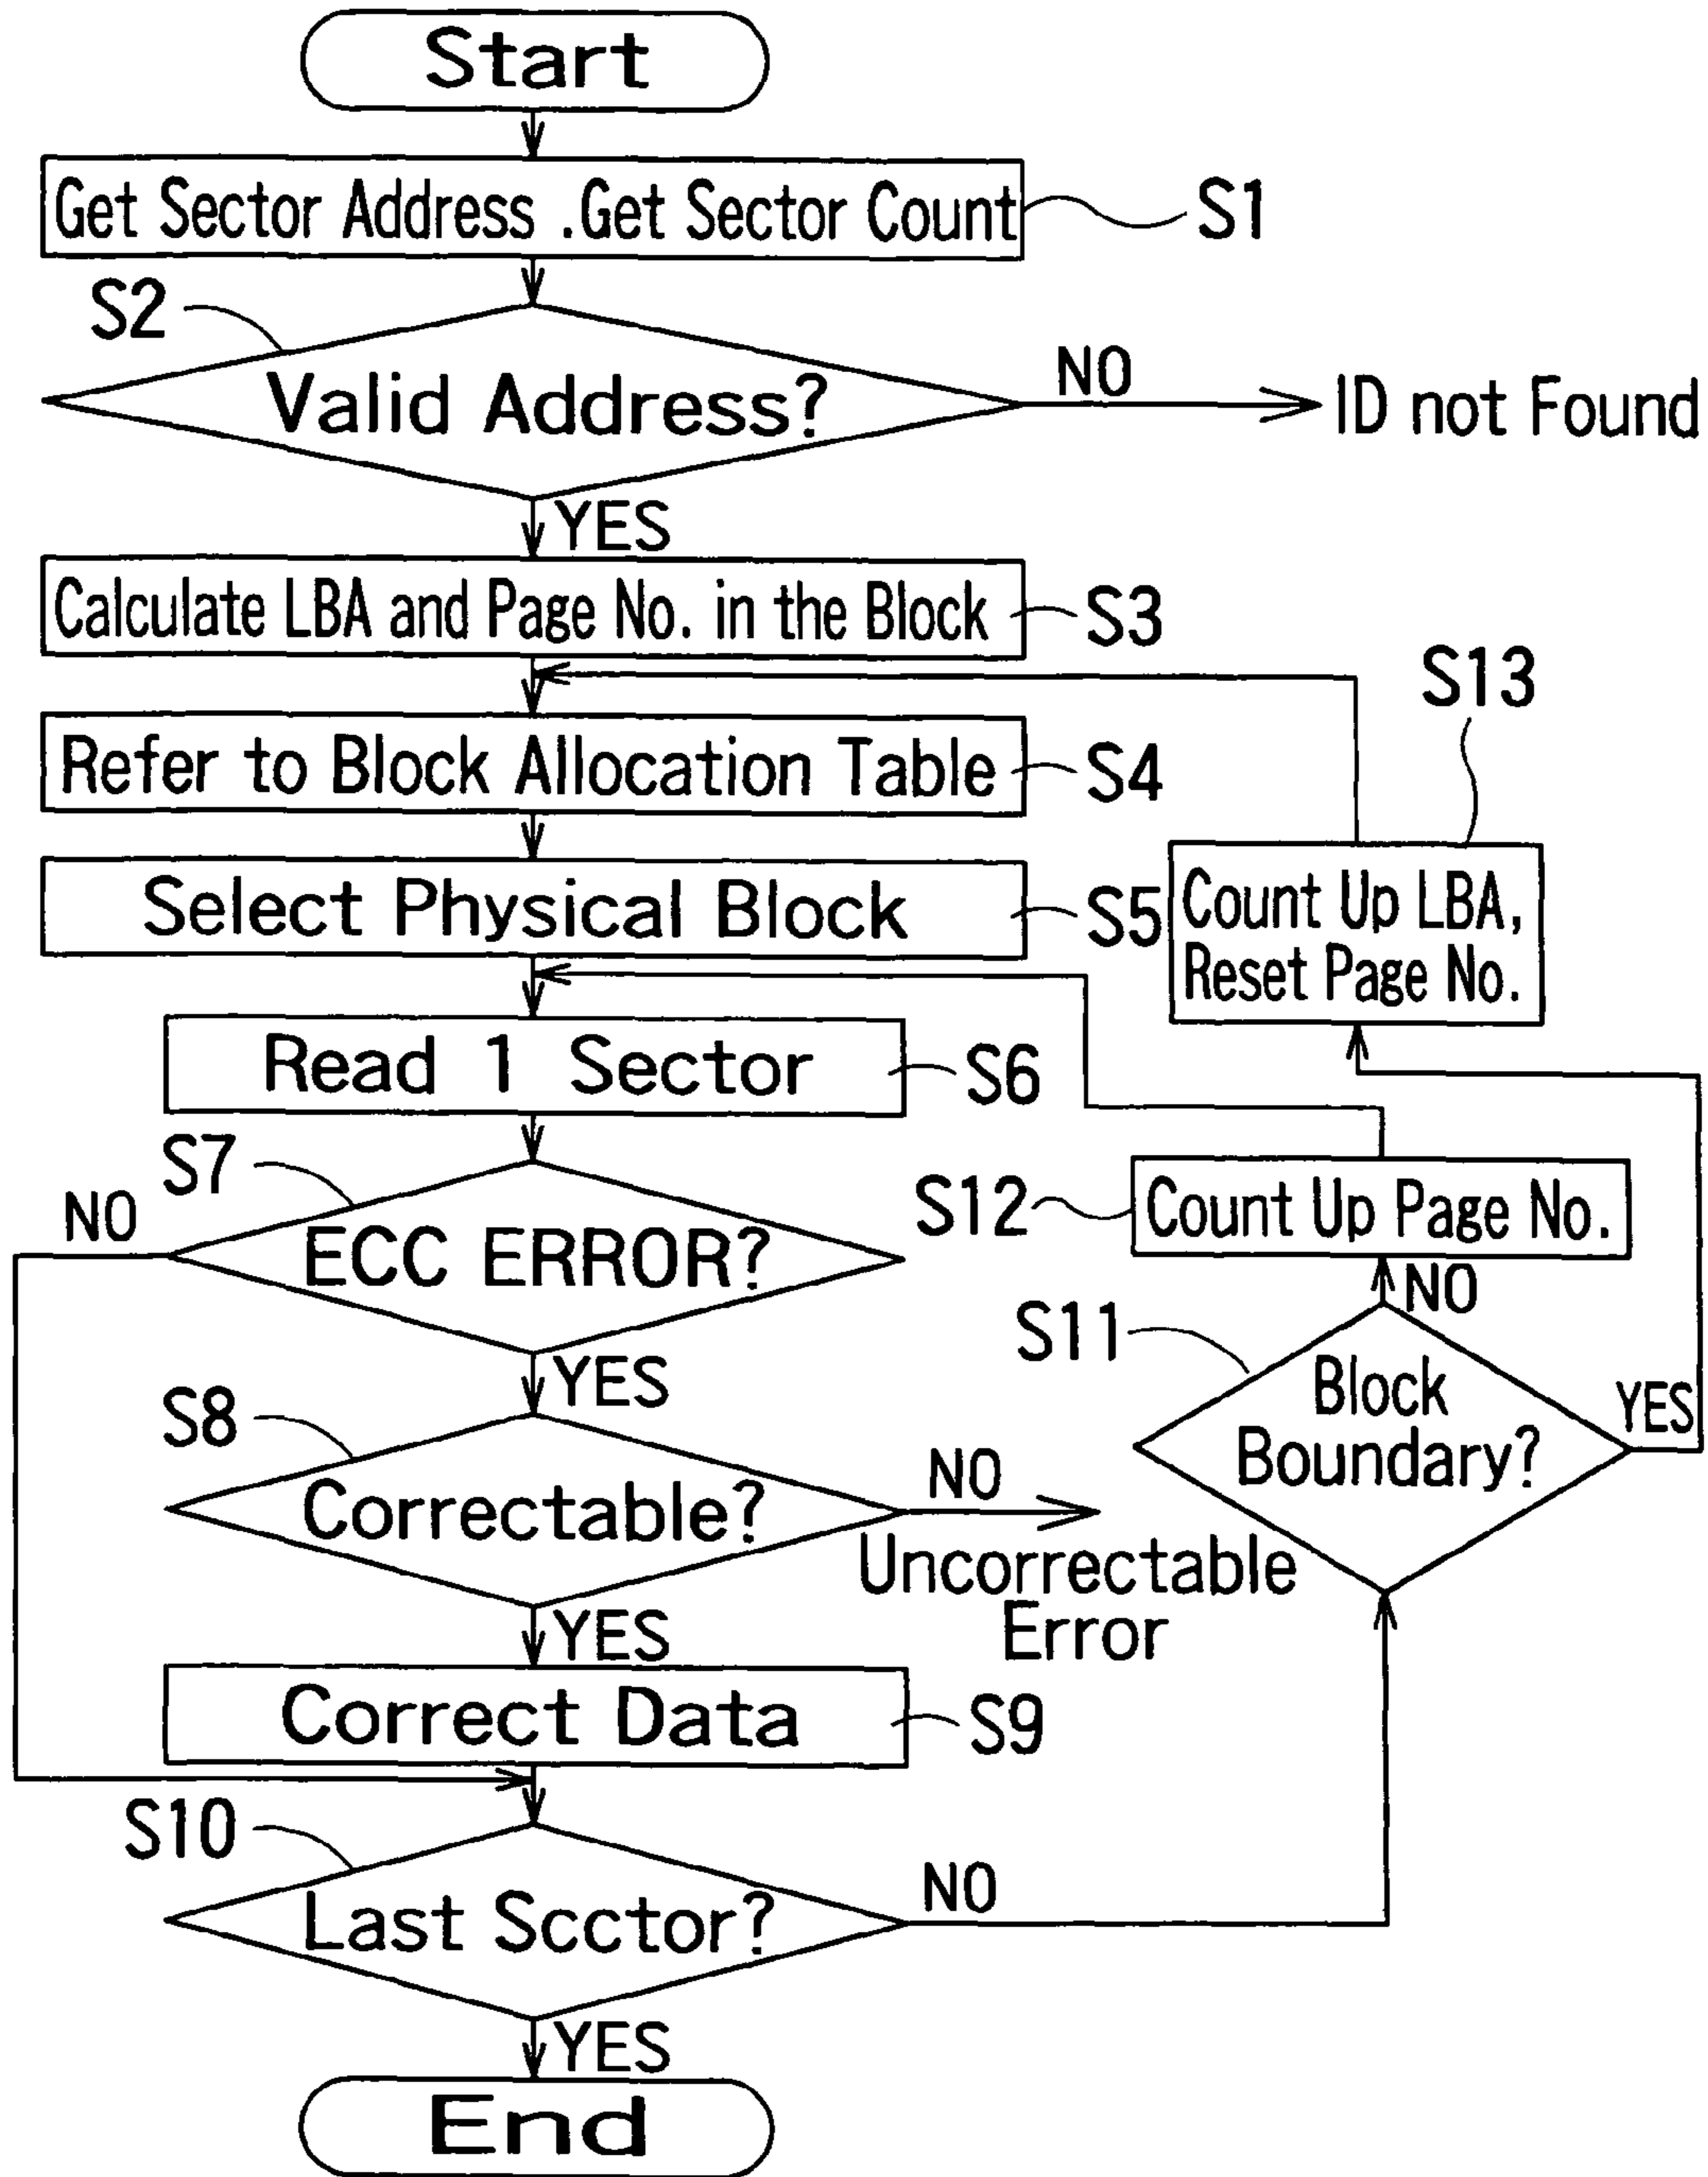 Start
Get Sector Address .Get Sector Count
S1
S2
Valid Address?
NO
ID not Found
YES
Calculate LBA and Page No. in the Block
S3
S13
Refer to Block Allocation Table
S4
Select Physical Block
S5
Count Up LBA,
Reset Page No.
Read 1 Sector
S6
S7
NO
ECC ERROR?
S12
Count Up Page No.
NO
S11
YES
Block
Boundary?
YES
S8
Correctable?
NO
Uncorrectable
Error
YES
Correct Data
S9
S10
Last Scctor?
NO
YES
End